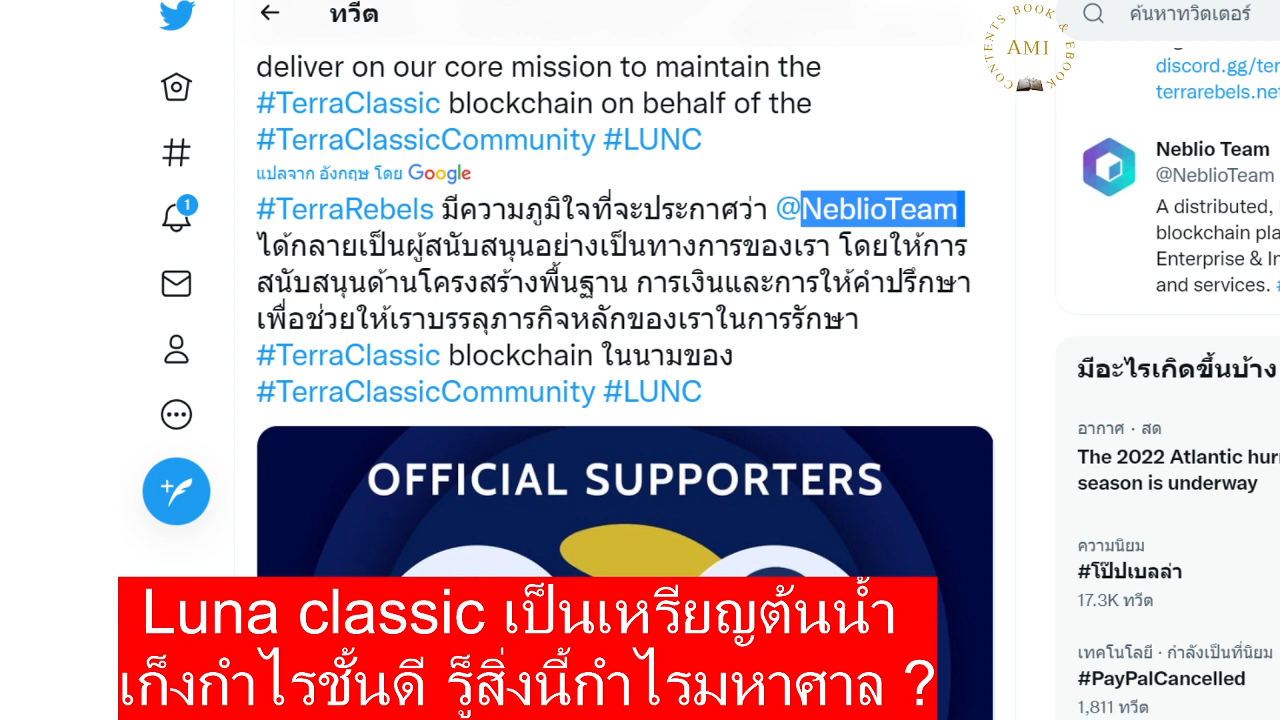 ทวีต
deliver on our core mission to maintain the
#TerraClassic blockchain on behalf of the
#TerraClassicCommunity #LUNC
แปลจาก อังกฤษ โดย Google
#TerraRebels มีความภูมิใจที่จะประกาศว่า @NeblioTeam
ได้กลายเป็นผู้สนับสนุนอย่างเป็นทางการของเรา โดยให้การ
สนับสนุนด้านโครงสร้างพื้นฐาน การเงินและการให้คำปรึกษา
เพื่อช่วยให้เราบรรลุภารกิจหลักของเราในการรักษา
#TerraClassic blockchain ในนามของ
#TerraClassicCommunity #LUNC
OFFICIAL SUPPORTERS
1
CONTENTS BOOK & EBOOK
AMI
ค้นหาทวิตเตอร์
discord.gg/ter
terrarebels.net
Neblio Team
@NeblioTeam
A distributed,
blockchain pla
Enterprise & In
and services. #
มีอะไรเกิดขึ้นบ้าง
อากาศ · สด
The 2022 Atlantic hurr
season is underway
ความนิยม
#โป๊ปเบลล่า
17.3K ทวีต
เทคโนโลยี · กำลังเป็นที่นิยม
#PayPalCancelled
1,811 ทวีต
Luna classic เป็นเหรียญต้นน้ำ
เก็งกำไรชั้นดี รู้สิ่งนี้กำไรมหาศาล ?